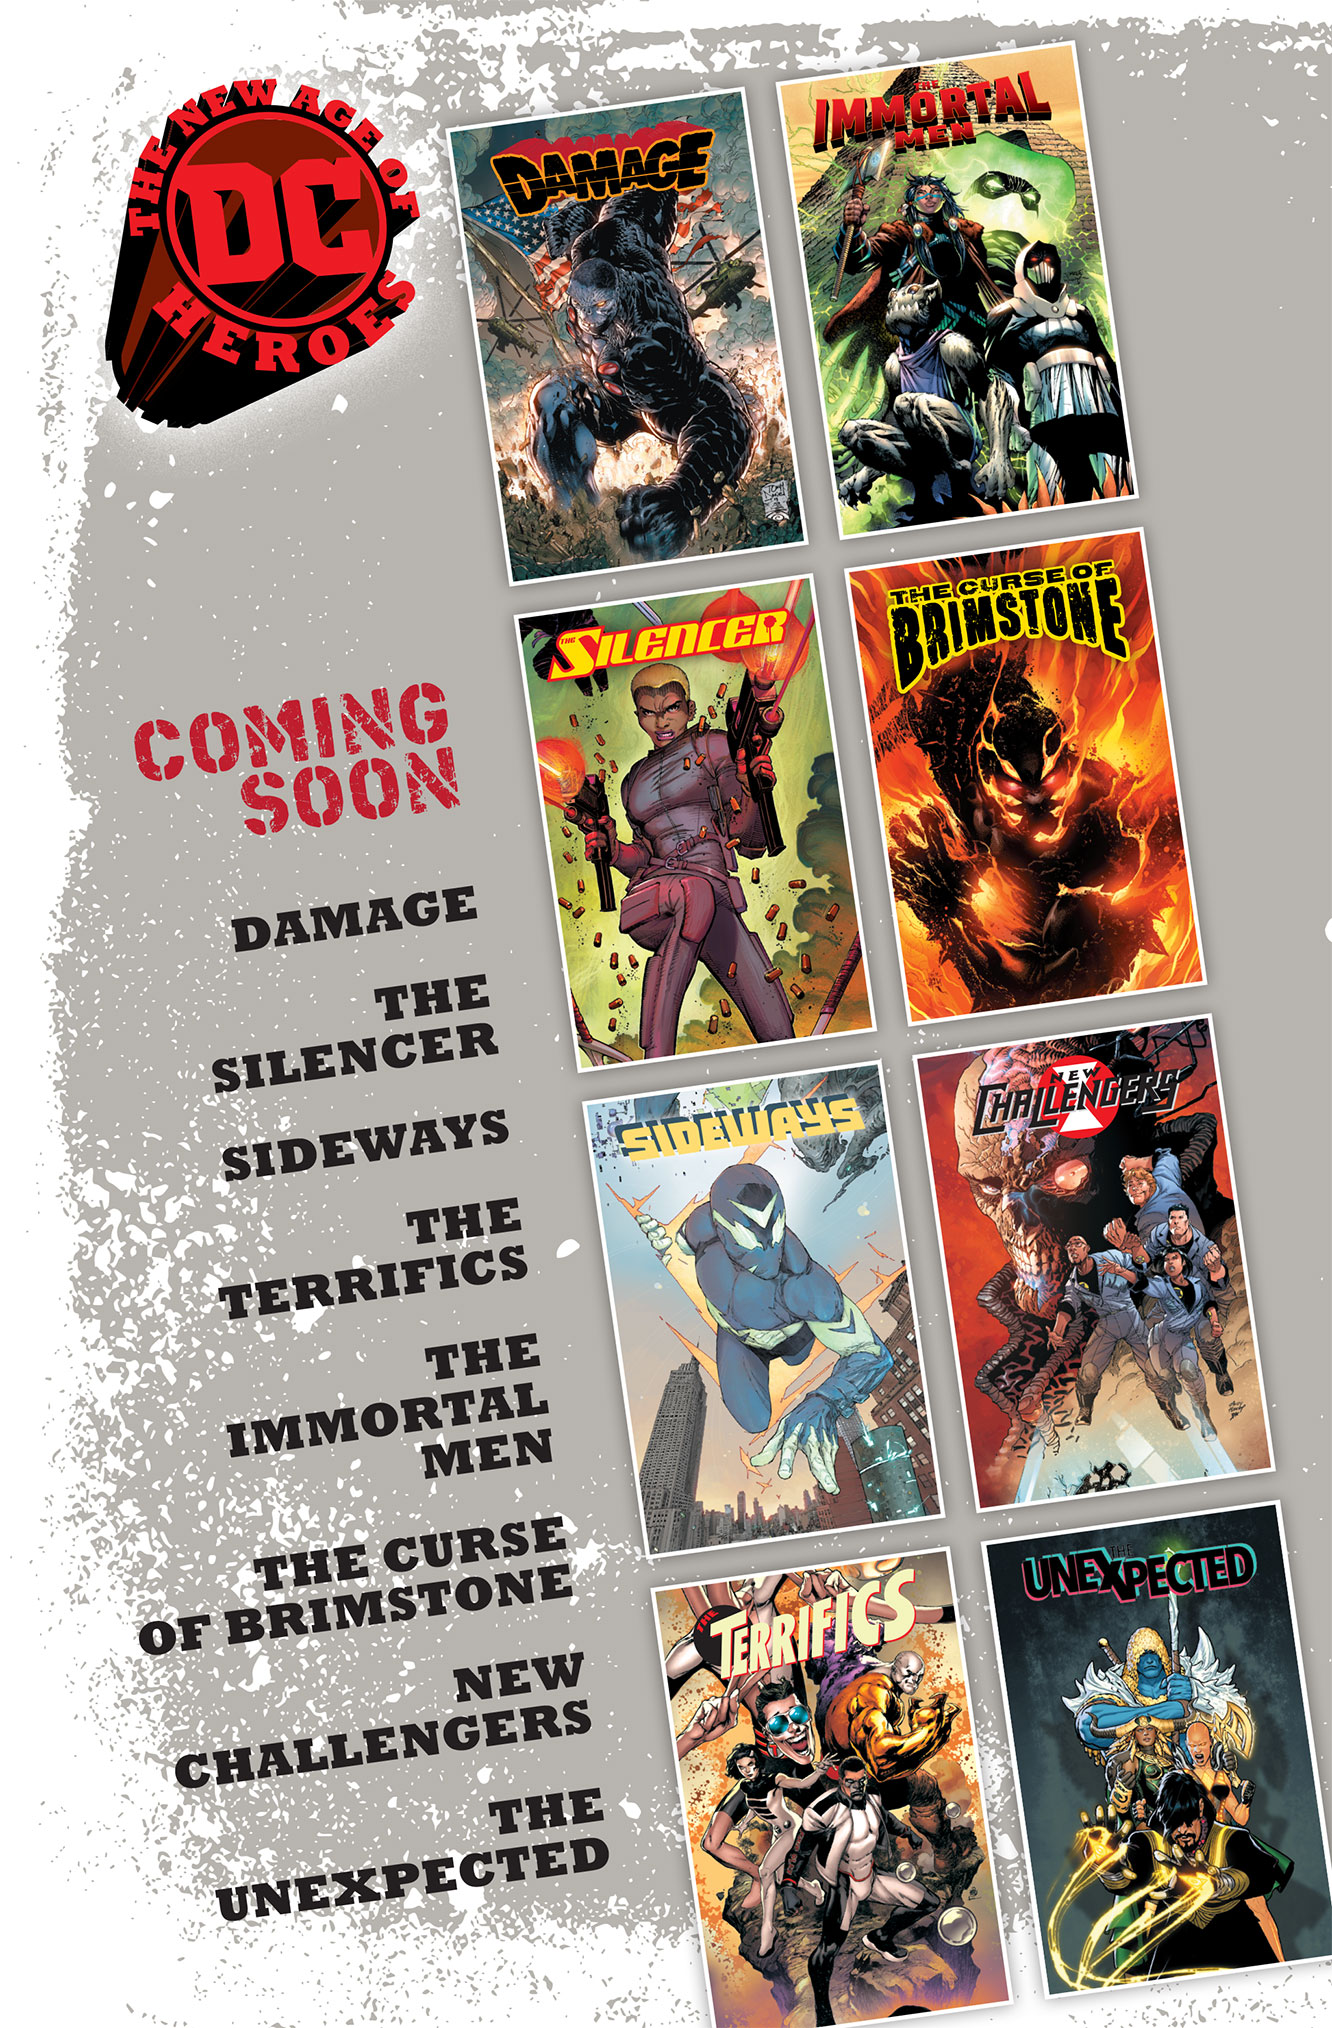 THE NEW AGE OF
DC
HEROES
DAMAGE
THE
IMMORTAL
MEN
THE
SILENCER
THE CURSE OF
BRIMSTONE
SIDEWAYS
NEW
CHALLENGERS
THE
TERRIFICS
THE
UNEXPECTED
COMING
SOON
DAMAGE
THE
SILENCER
SIDEWAYS
THE
TERRIFICS
THE
IMMORTAL
MEN
THE CURSE
OF BRIMSTONE
NEW
CHALLENGERS
THE
UNEXPECTED